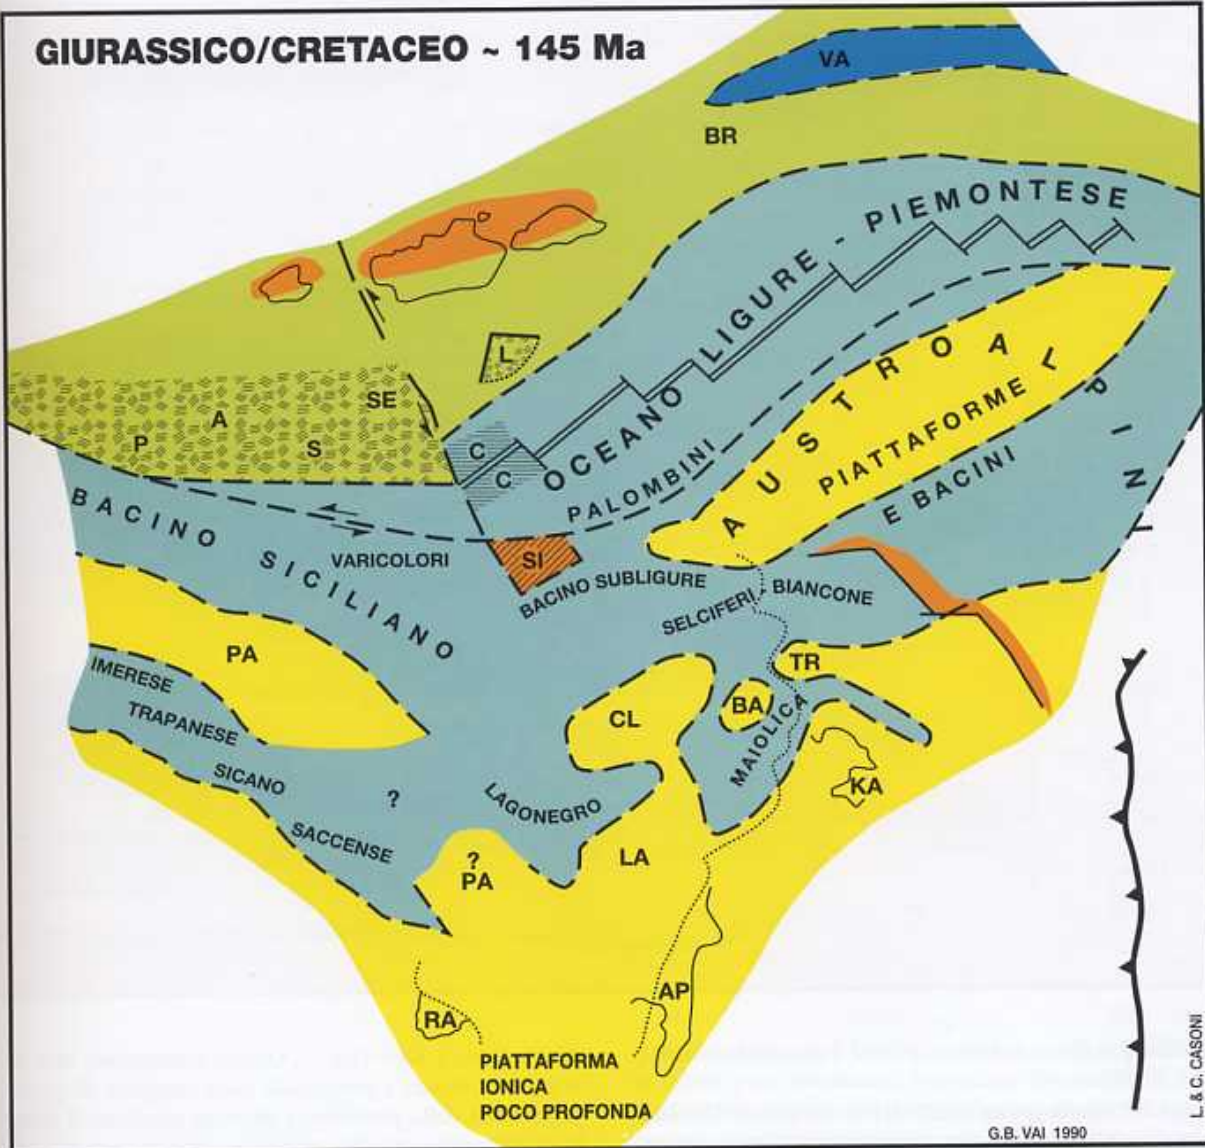 GIURASSICO/CRETACEO ~ 145 Ma
VA
BR
OCEANO LIGURE - PIEMONTESE
L
SE
A
P
S
C
C
PALOMBINI
AUSTROALPINI
PIATTAFORME
E BACINI
BACINO SICILIANO
VARICOLORI
SI
BACINO SUBLIGURE
SELCIFERI - BIANCONE
PA
IMERESE
TRAPANESE
SICANO
SACCENSE
?
LAGONEGRO
CL
BA
TR
MAIOLICA
KA
?
PA
LA
AP
RA
PIATTAFORMA
IONICA
POCO PROFONDA
G.B. VAI 1990
L. & C. CASONI